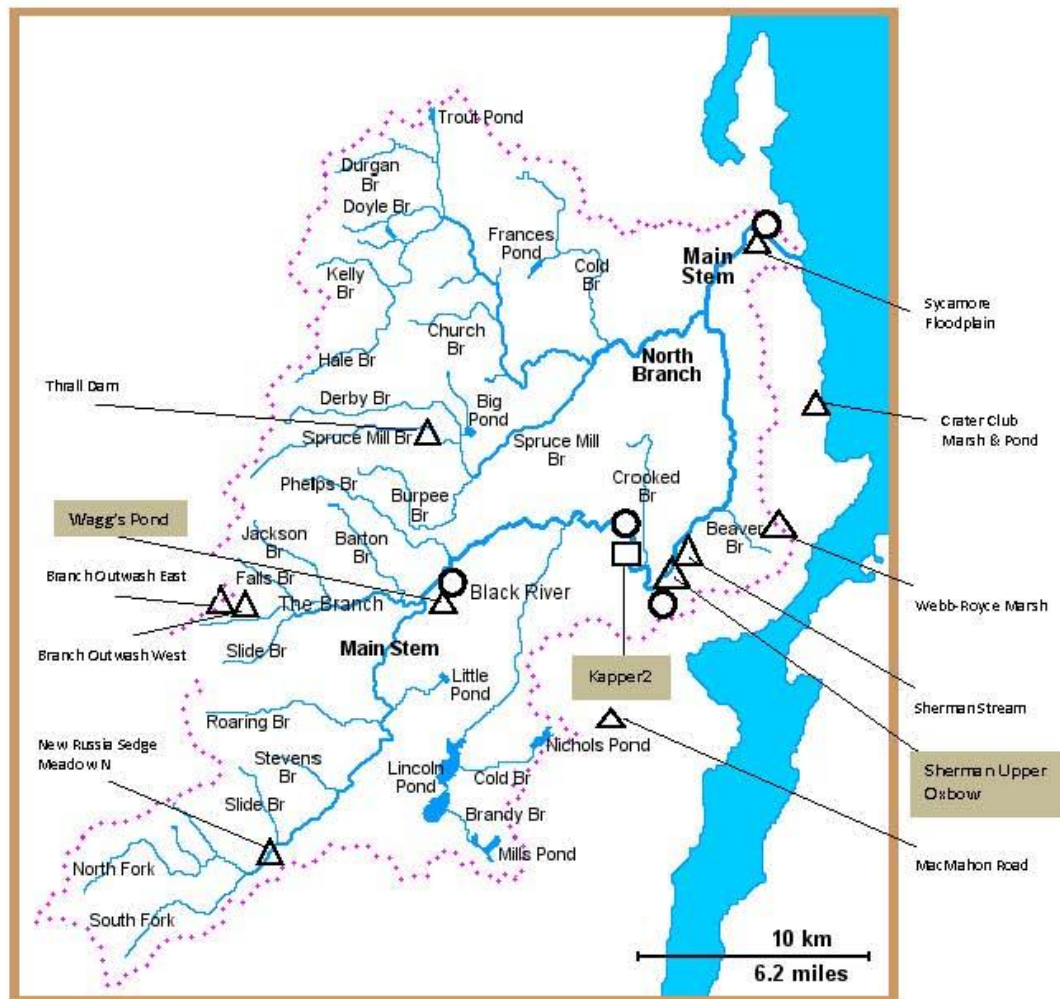 Trout Pond
Durgan
Br
Doyle Br
Frances
Pond
Cold
Br
Main
Stem
Kelly
Br
Sycamore
Floodplain
Church
Br
North
Branch
Hale Br
Thrall Dam
Derby Br
Big
Pond
Crater Club
Marsh & Pond
Spruce Mill Br
Spruce Mill
Br
Crooked
Br
Phelps Br
Burpee
Br
Wagg's Pond
Jackson
Br
Barton
Br
Beaver
Br
Branch Outwash East
Falls Br
The Branch
Black River
Webb-Royce Marsh
Branch Outwash West
Slide Br
Main Stem
Kapper2
Little
Pond
Sherman Stream
Roaring Br
New Russia Sedge
Meadow N
Stevens
Br
Nichols Pond
Lincoln
Pond
Cold Br
Sherman Upper
Oxbow
Slide Br
Brandy Br
Mills Pond
MacMahon Road
North Fork
South Fork
10 km
6.2 miles